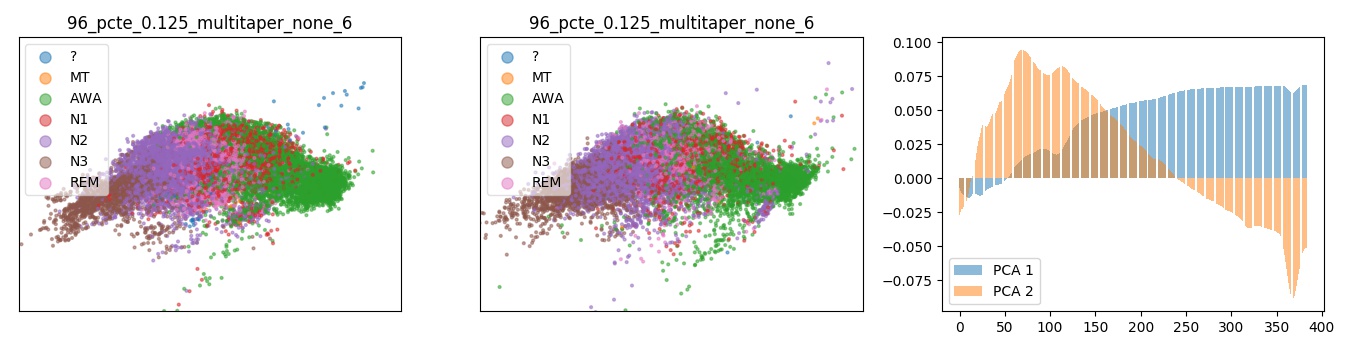 96_pcte_0.125_multitaper_none_6
?
MT
AWA
N1
N2
N3
REM
96_pcte_0.125_multitaper_none_6
?
MT
AWA
N1
N2
N3
REM
0.100
0.075
0.050
0.025
0.000
−0.025
−0.050
−0.075
PCA 1
PCA 2
0 50 100 150 200 250 300 350 400